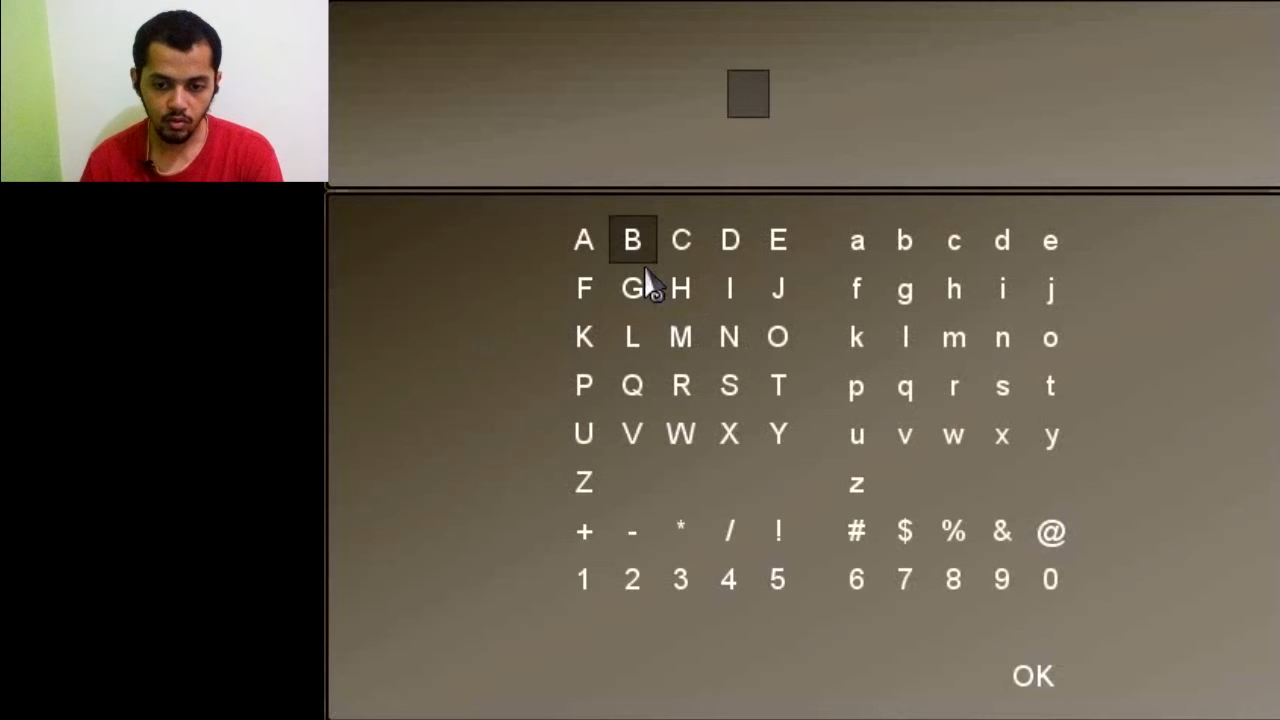 A B C D E a b c d e
F G H I J f g h i j
K L M N O k l m n o
P Q R S T p q r s t
U V W X Y u v w x y
Z z
+ - * / ! # $ % & @
1 2 3 4 5 6 7 8 9 0
OK